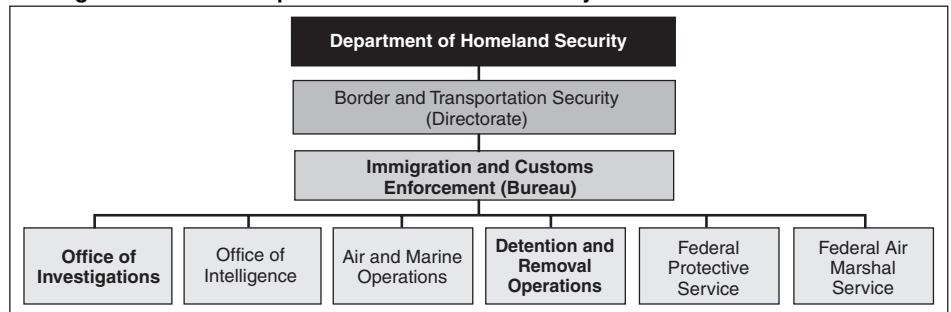 Department of Homeland Security
Border and Transportation Security
(Directorate)
Immigration and Customs
Enforcement (Bureau)
Office of
Investigations
Office of
Intelligence
Air and Marine
Operations
Detention and
Removal
Operations
Federal
Protective
Service
Federal Air
Marshal
Service